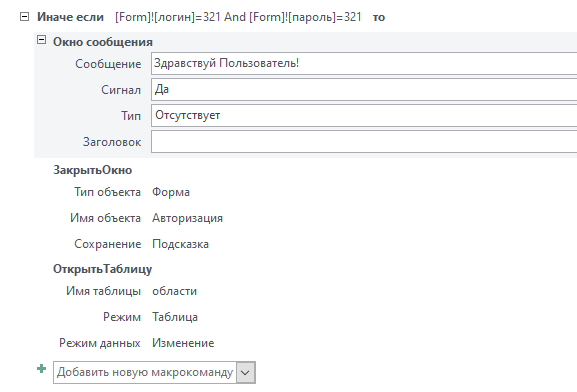 Иначе если [Form]![логин]=321 And [Form]![пароль]=321 то
Окно сообщения
Сообщение Здравствуй Пользователь!
Сигнал Да
Тип Отсутствует
Заголовок
ЗакрытьОкно
Тип объекта Форма
Имя объекта Авторизация
Сохранение Подсказка
ОткрытьТаблицу
Имя таблицы области
Режим Таблица
Режим данных Изменение
Добавить новую макрокоманду